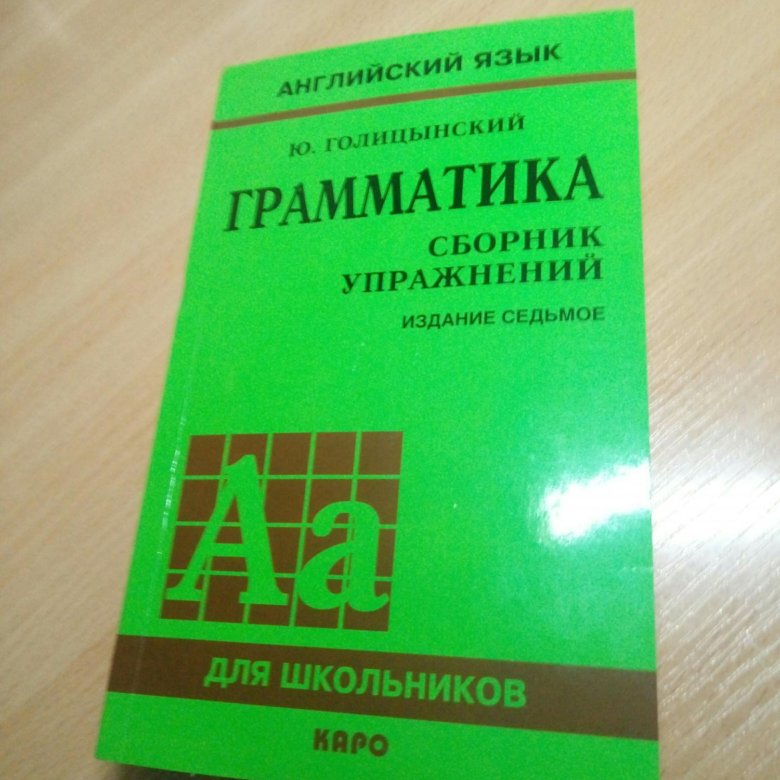 АНГЛИЙСКИЙ ЯЗЫК
Ю. ГОЛИЦЫНСКИЙ
ГРАММАТИКА
СБОРНИК
УПРАЖНЕНИЙ
ИЗДАНИЕ СЕДЬМОЕ
Aa
ДЛЯ ШКОЛЬНИКОВ
КАРО